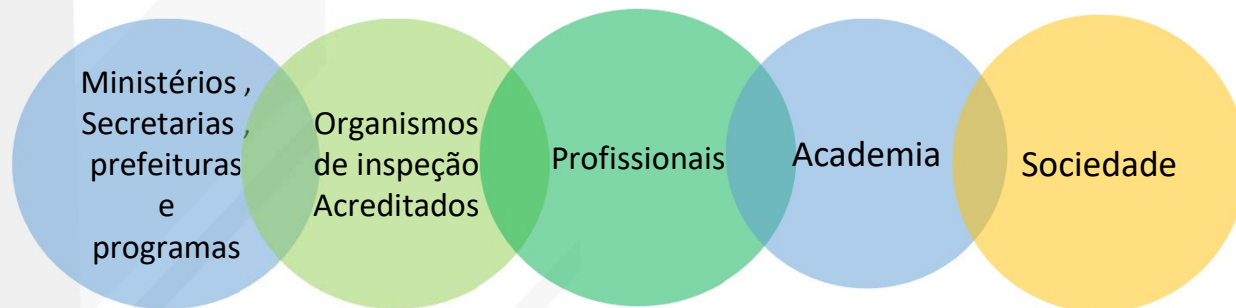 Ministérios ,
Secretarias ,
prefeituras
e
programas
Organismos
de inspeção
Acreditados
Profissionais
Academia
Sociedade